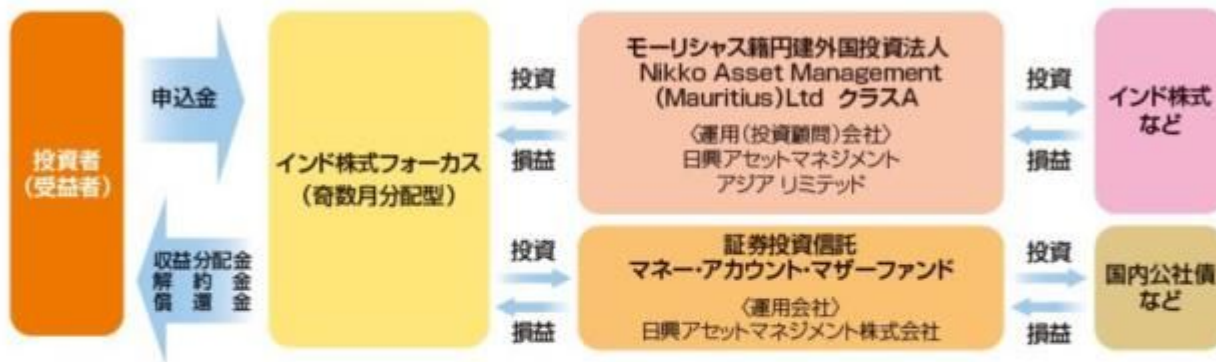 投資者
(受益者)
申込金
収益分配金
解約金
償還金
インド株式フォーカス
(奇数月分配型)
投資
損益
モーリシャス籍円建外国投資法人
Nikko Asset Management
(Mauritius)Ltd クラスA
〈運用(投資顧問)会社〉
日興アセットマネジメント
アジア リミテッド
投資
損益
インド株式
など
投資
損益
証券投資信託
マネー・アカウント・マザーファンド
〈運用会社〉
日興アセットマネジメント株式会社
投資
損益
国内公社債
など